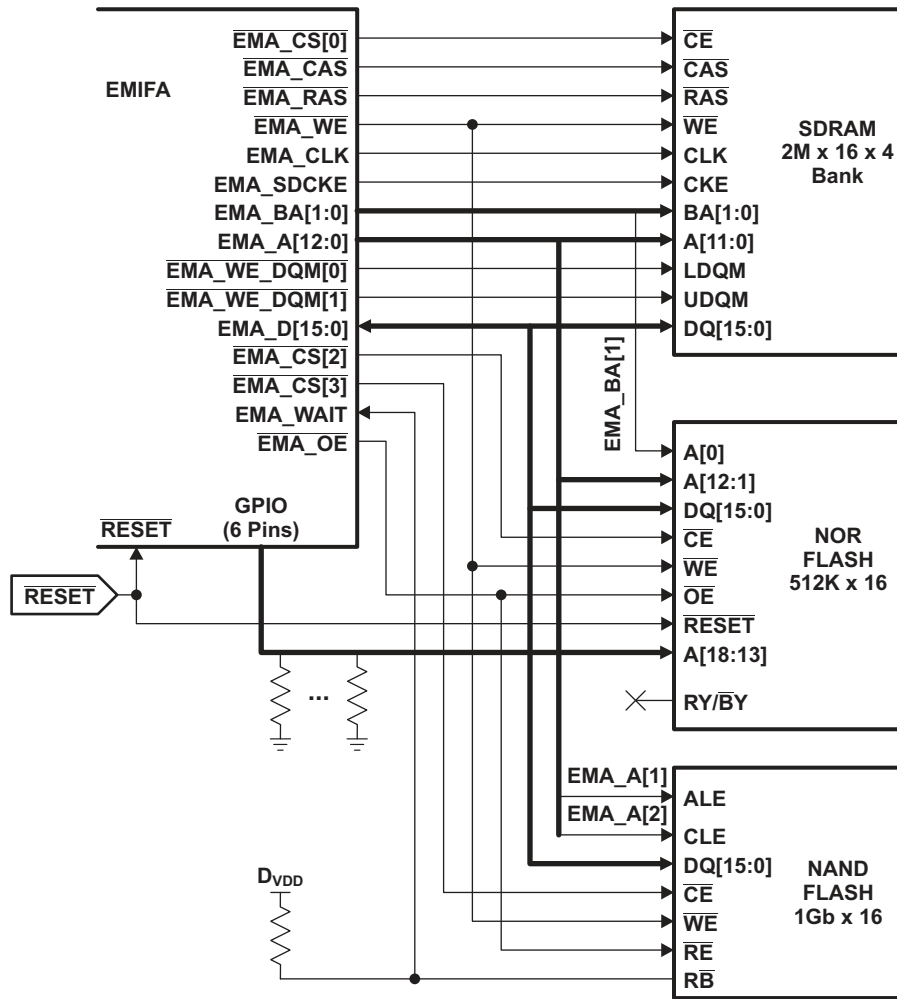 EMIFA
EMA_CS[0]
EMA_CAS
EMA_RAS
EMA_WE
EMA_CLK
EMA_SDCKE
EMA_BA[1:0]
EMA_A[12:0]
EMA_WE_DQM[0]
EMA_WE_DQM[1]
EMA_D[15:0]
EMA_CS[2]
EMA_CS[3]
EMA_WAIT
EMA_OE
GPIO
(6 Pins)
RESET
RESET
...
CE
CAS
RAS
WE
CLK
CKE
BA[1:0]
A[11:0]
LDQM
UDQM
DQ[15:0]
SDRAM
2M x 16 x 4
Bank
EMA_BA[1]
A[0]
A[12:1]
DQ[15:0]
CE
WE
OE
RESET
A[18:13]
RY/BY
NOR
FLASH
512K x 16
EMA_A[1]
EMA_A[2]
ALE
CLE
DQ[15:0]
CE
WE
RE
RB
NAND
FLASH
1Gb x 16
DVDD